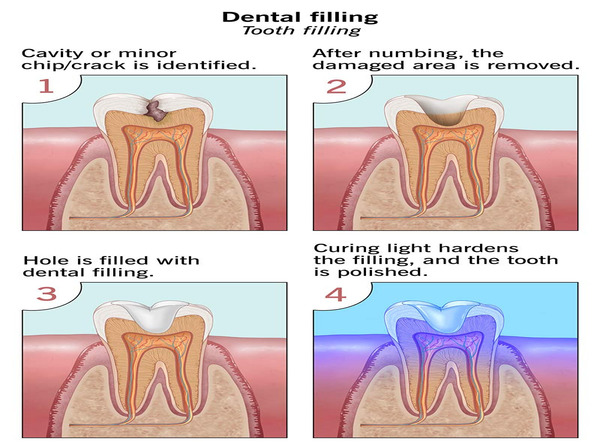 Dental filling
Tooth filling
Cavity or minor
chip/crack is identified.
1
After numbing, the
damaged area is removed.
2
Hole is filled with
dental filling.
3
Curing light hardens
the filling, and the tooth
is polished.
4